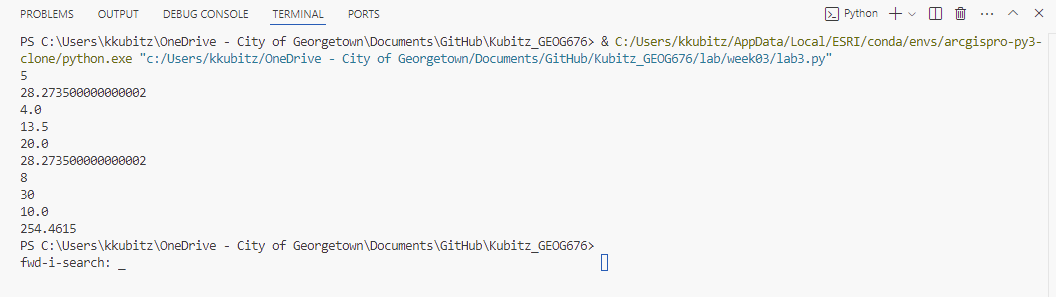 PROBLEMS OUTPUT DEBUG CONSOLE TERMINAL PORTS Python
PS C:\Users\kkubitz\OneDrive - City of Georgetown\Documents\GitHub\Kubitz_GEOG676> & C:/Users/kkubitz/AppData/Local/ESRI/conda/envs/arcgispro-py3-
clone/python.exe "c:/Users/kkubitz/OneDrive - City of Georgetown/Documents/GitHub/Kubitz_GEOG676/lab/week03/lab3.py"
5
28.273500000000002
4.0
13.5
20.0
28.273500000000002
8
30
10.0
254.4615
PS C:\Users\kkubitz\OneDrive - City of Georgetown\Documents\GitHub\Kubitz_GEOG676>
fwd-i-search: _